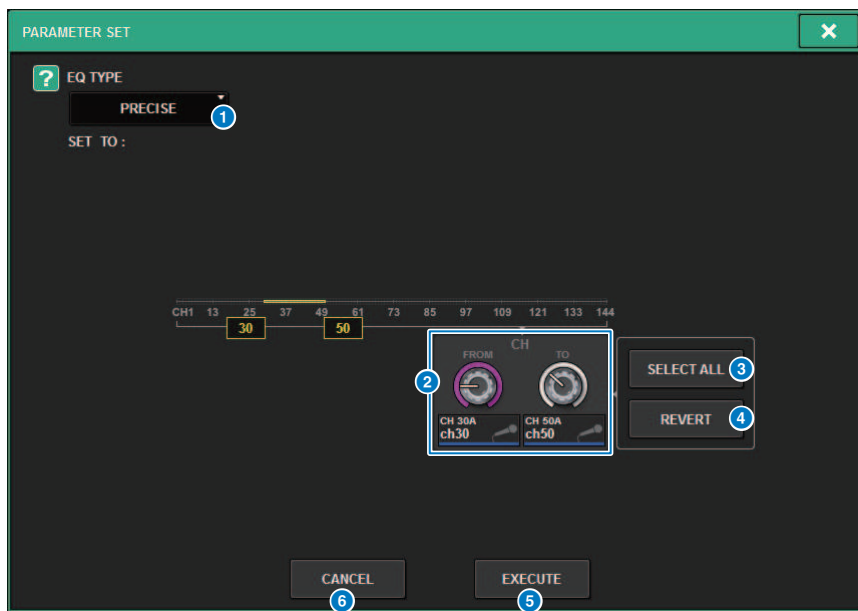 PARAMETER SET
?
EQ TYPE
PRECISE
1
SET TO :
CH1 13 25 37 49 61 73 85 97 109 121 133 144
30 50
CH
FROM TO
2
CH 30A
ch30
CH 50A
ch50
SELECT ALL 3
REVERT 4
CANCEL
6
EXECUTE
5